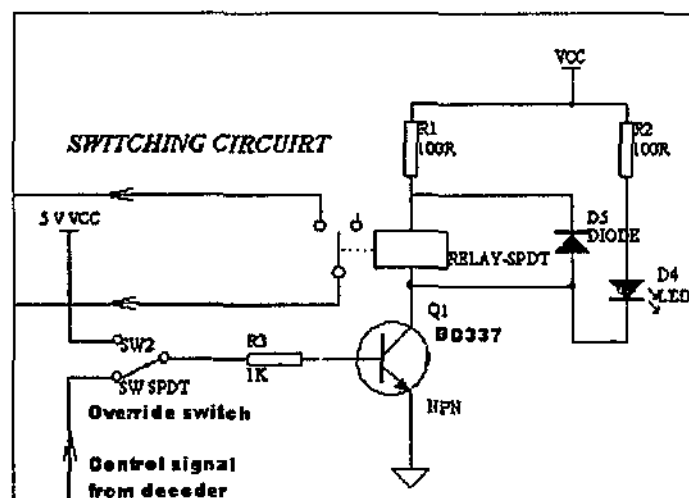 VCC
R1
100R
R2
100R
SWITCHING CIRCUIRT
5 V VCC
D5
DIODE
RELAY-SPDT
D4
LED
Q1
BD337
SW2
R3
1K
SW SPDT
NPN
Override switch
Control signal
from decoder